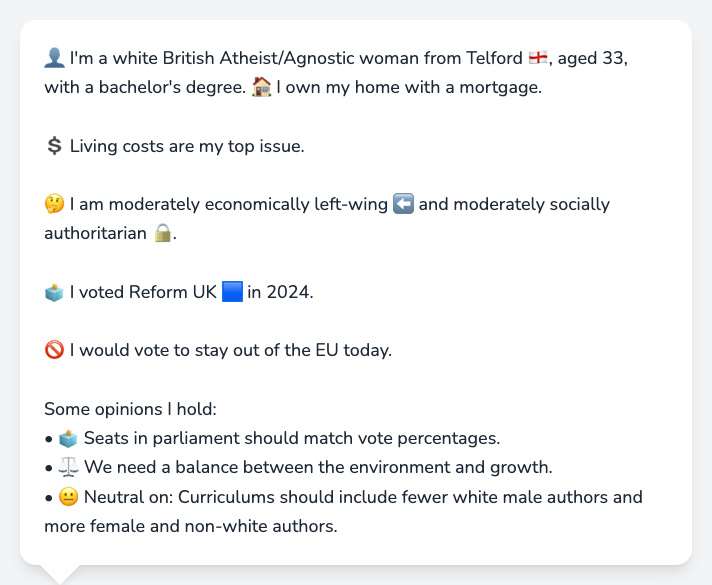 👤 I'm a white British Atheist/Agnostic woman from Telford 🏴󠁧󠁢󠁥󠁮󠁧󠁿, aged 33,
with a bachelor's degree. 🏠 I own my home with a mortgage.
💲 Living costs are my top issue.
🤔 I am moderately economically left-wing ⬅️ and moderately socially
authoritarian 🔒.
🗳️ I voted Reform UK 🟦 in 2024.
🚫 I would vote to stay out of the EU today.
Some opinions I hold:
• 🗳️ Seats in parliament should match vote percentages.
• ⚖️ We need a balance between the environment and growth.
• 😐 Neutral on: Curriculums should include fewer white male authors and
more female and non-white authors.